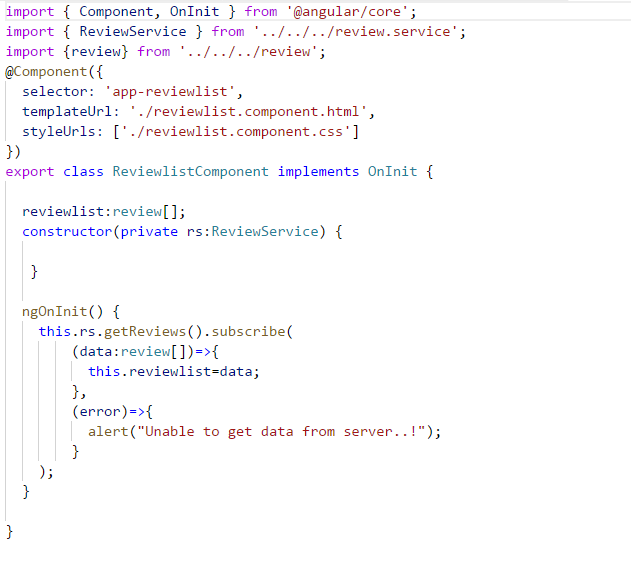 import { Component, OnInit } from '@angular/core';
import { ReviewService } from '../../../review.service';
import {review} from '../../../review';
@Component({
  selector: 'app-reviewlist',
  templateUrl: './reviewlist.component.html',
  styleUrls: ['./reviewlist.component.css']
})
export class ReviewlistComponent implements OnInit {
  reviewlist:review[];
  constructor(private rs:ReviewService) {
   }
  ngOnInit() {
    this.rs.getReviews().subscribe(
        (data:review[])=>{
          this.reviewlist=data;
        },
        (error)=>{
          alert("Unable to get data from server..!");
        }
    );
  }
}